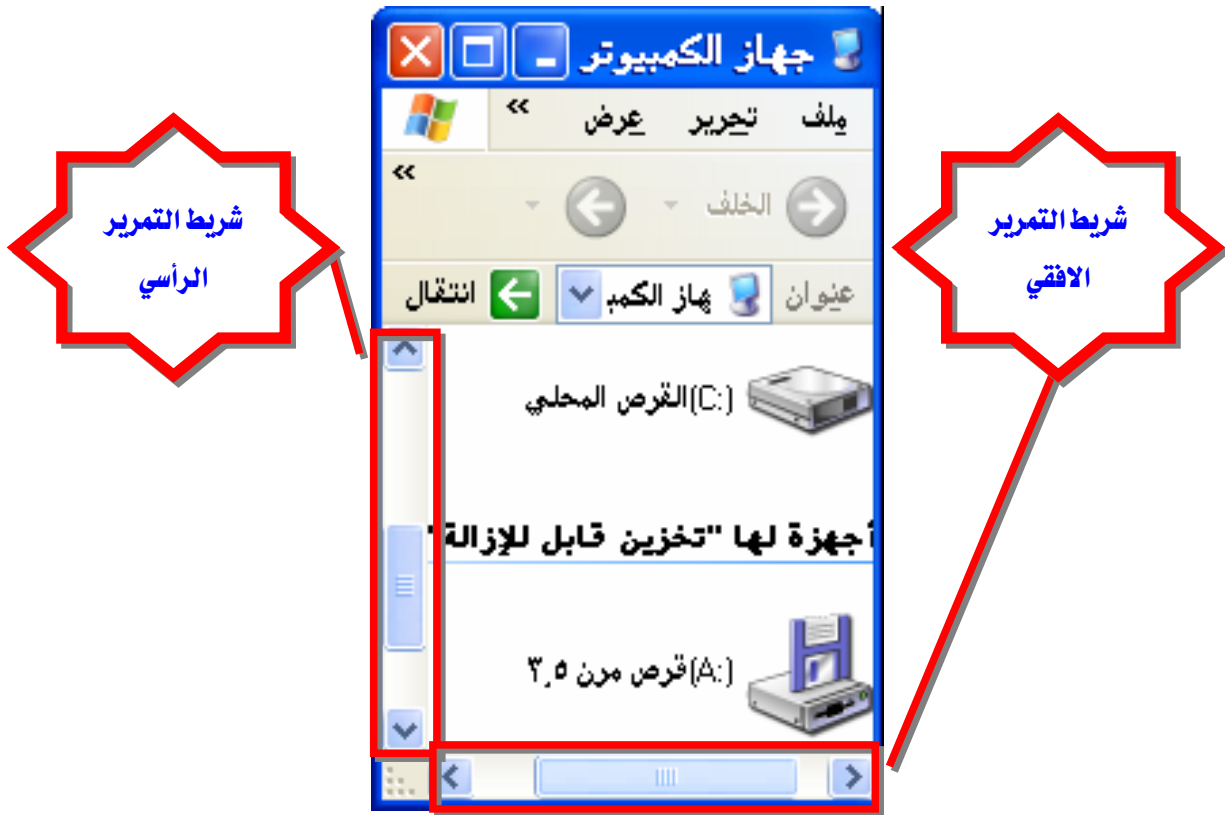 جهاز الكمبيوتر
ملف تحرير عرض »
»
الخلف
عنوان هاز الكمبي انتقال
شريط التمرير
الافقي
شريط التمرير
الرأسي
(C:) القرص المحلي
أجهزة لها "تخزين قابل للإزالة"
(A:) قرص مرن ٣٫٥